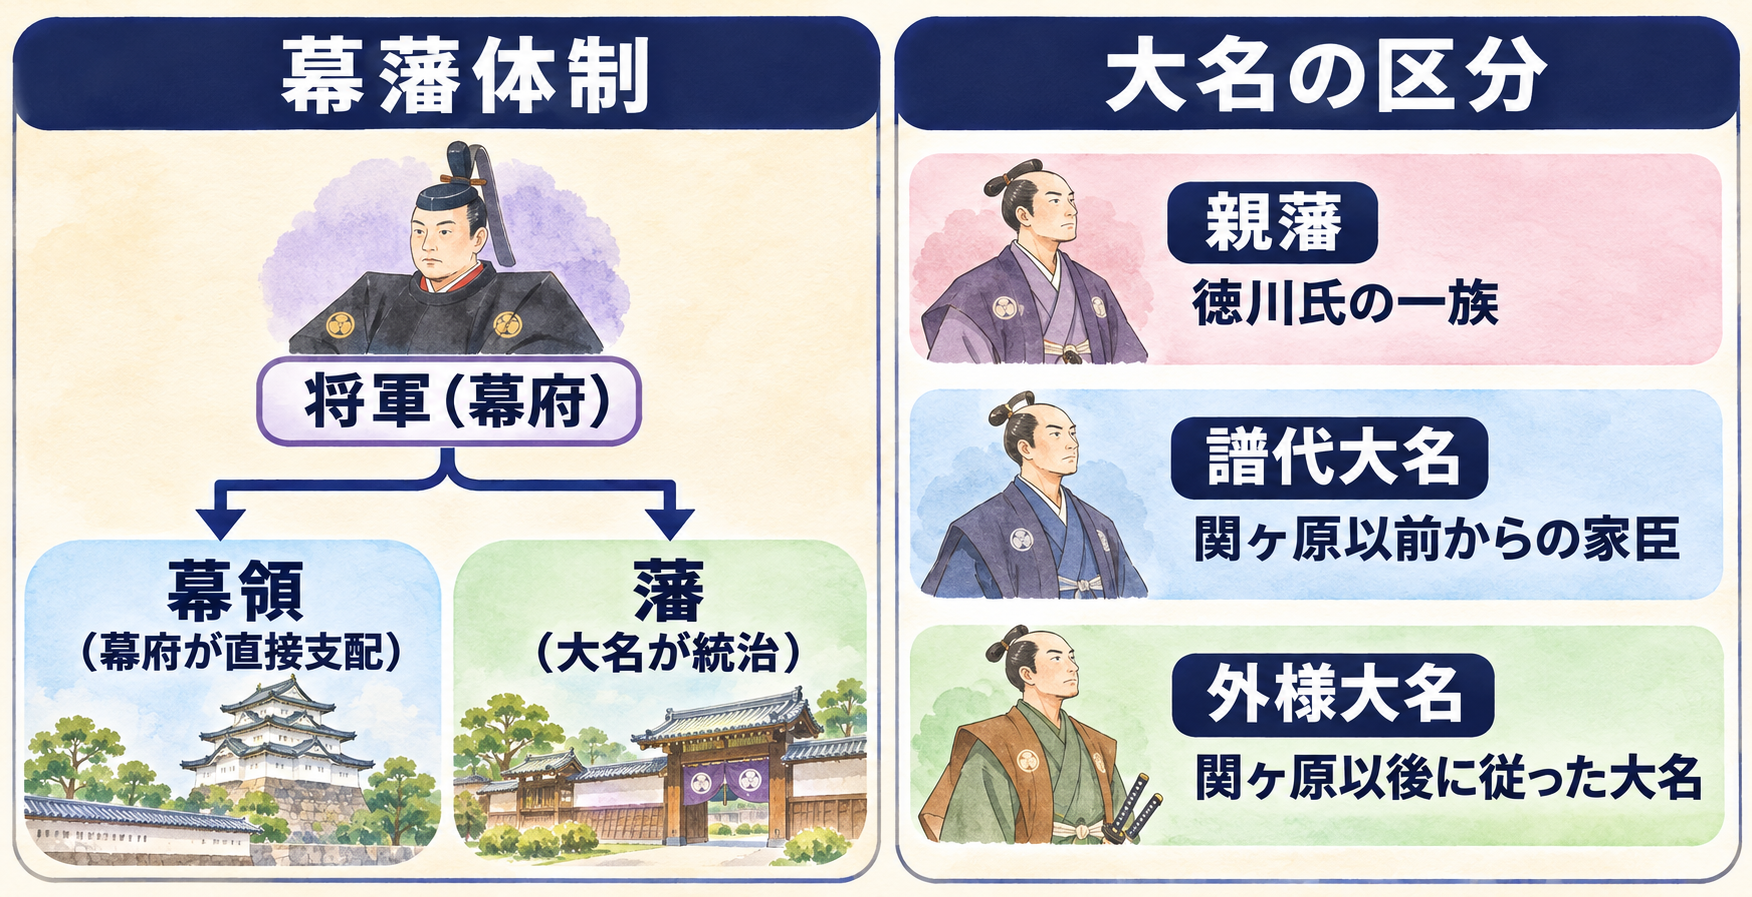 幕藩体制
将軍(幕府)
幕領
(幕府が直接支配)
藩
(大名が統治)
大名の区分
親藩
徳川氏の一族
譜代大名
関ヶ原以前からの家臣
外様大名
関ヶ原以後に従った大名